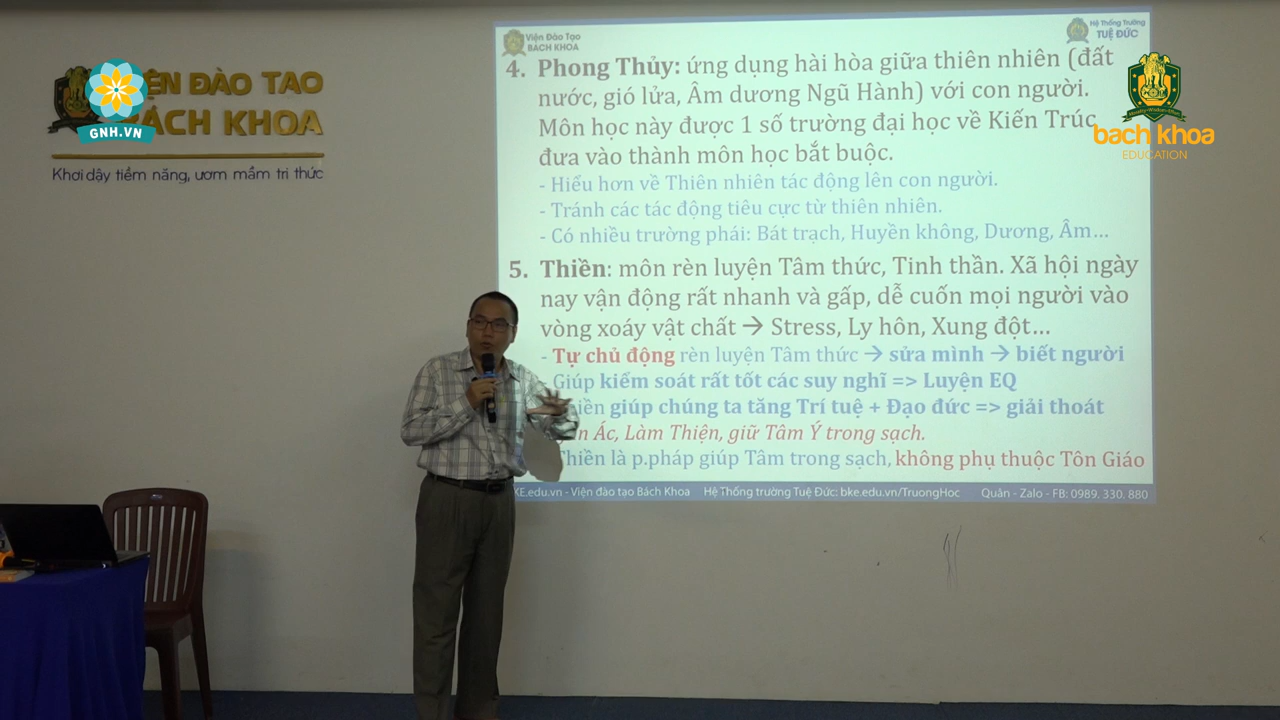 VIỆN ĐÀO TẠO
BÁCH KHOA
Khơi dậy tiềm năng, ươm mầm tri thức
GNH.VN
Viện Đào Tạo
BÁCH KHOA
Hệ Thống Trường
TUỆ ĐỨC
4. Phong Thủy: ứng dụng hài hòa giữa thiên nhiên (đất
nước, gió lửa, Âm dương Ngũ Hành) với con người.
Môn học này được 1 số trường đại học về Kiến Trúc
đưa vào thành môn học bắt buộc.
- Hiểu hơn về Thiên nhiên tác động lên con người.
- Tránh các tác động tiêu cực từ thiên nhiên.
- Có nhiều trường phái: Bát trạch, Huyền không, Dương, Âm...
5. Thiền: môn rèn luyện Tâm thức, Tinh thần. Xã hội ngày
nay vận động rất nhanh và gấp, dễ cuốn mọi người vào
vòng xoáy vật chất → Stress, Ly hôn, Xung đột...
- Tự chủ động rèn luyện Tâm thức → sửa mình → biết người
- Giúp kiểm soát rất tốt các suy nghĩ => Luyện EQ
giúp chúng ta tăng Trí tuệ + Đạo đức => giải thoát
Ác, Làm Thiện, giữ Tâm Ý trong sạch.
Thiền là p.pháp giúp Tâm trong sạch, không phụ thuộc Tôn Giáo
KE.edu.vn - Viện đào tạo Bách Khoa Hệ Thống trường Tuệ Đức: bke.edu.vn/TruongHoc Quân - Zalo - FB: 0989. 330. 880
bach khoa
EDUCATION